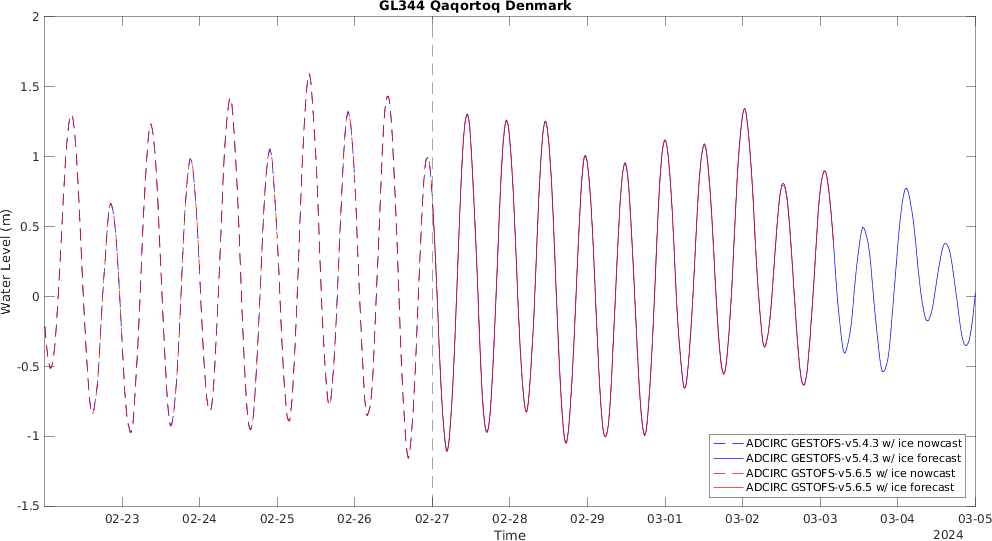 GL344 Qaqortoq Denmark
2
1.5
1
0.5
0
-0.5
-1
-1.5
Water Level (m)
ADCIRC GESTOFS-v5.4.3 w/ ice nowcast
ADCIRC GESTOFS-v5.4.3 w/ ice forecast
ADCIRC GSTOFS-v5.6.5 w/ ice nowcast
ADCIRC GSTOFS-v5.6.5 w/ ice forecast
02-23 02-24 02-25 02-26 02-27 02-28 02-29 03-01 03-02 03-03 03-04 03-05
Time
2024